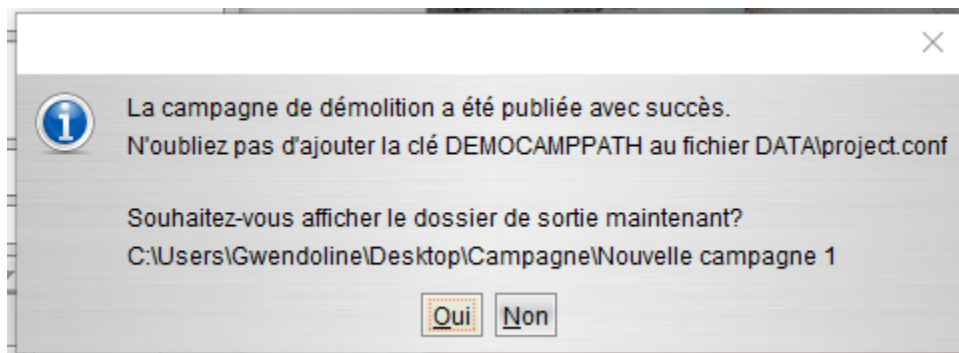 La campagne de démolition a été publiée avec succès.
N'oubliez pas d'ajouter la clé DEMOCAMPPATH au fichier DATA\project.conf
Souhaitez-vous afficher le dossier de sortie maintenant?
C:\Users\Gwendoline\Desktop\Campagne\Nouvelle campagne 1
Oui Non